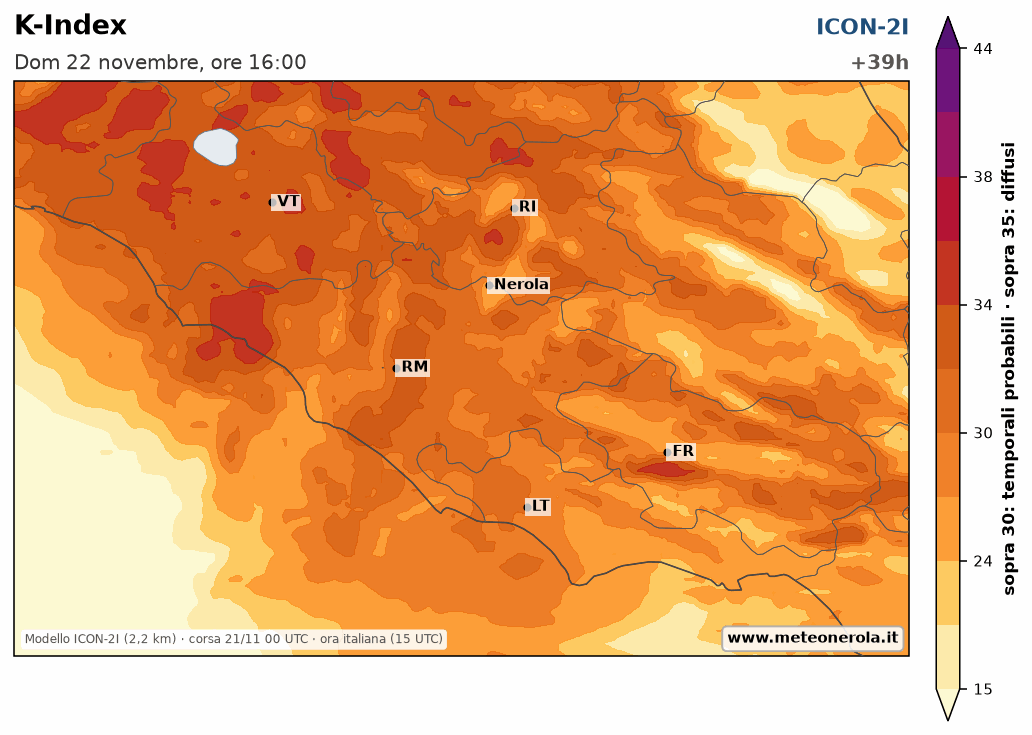 K-Index
ICON-2I
Dom 22 novembre, ore 16:00
+39h
44
38
34
30
24
15
sopra 30: temporali probabili · sopra 35: diffusi
VT
RI
Nerola
RM
FR
LT
Modello ICON-2I (2,2 km) · corsa 21/11 00 UTC · ora italiana (15 UTC)
www.meteonerola.it